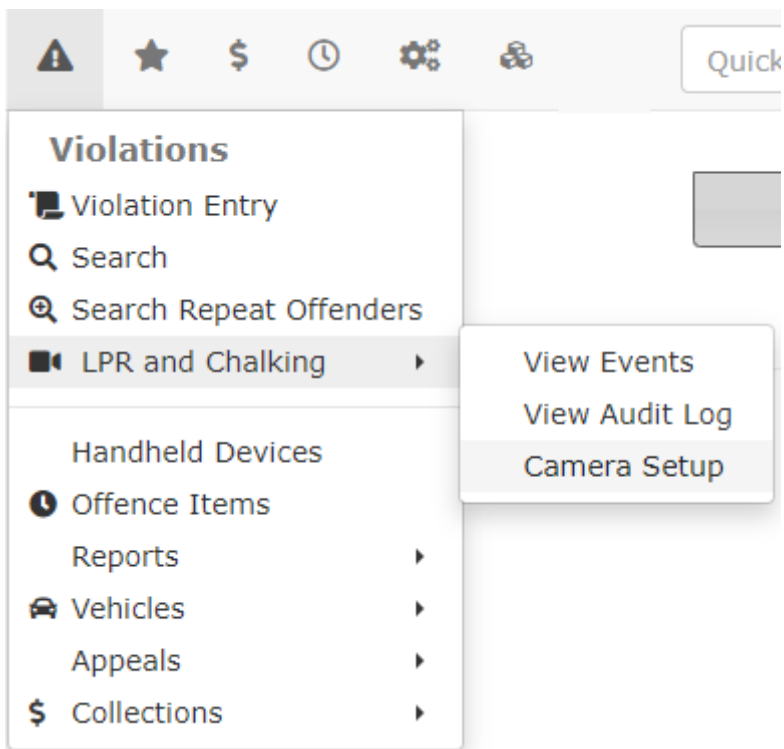 Quick
Violations
Violation Entry
Search
Search Repeat Offenders
LPR and Chalking
View Events
View Audit Log
Camera Setup
Handheld Devices
Offence Items
Reports
Vehicles
Appeals
$ Collections